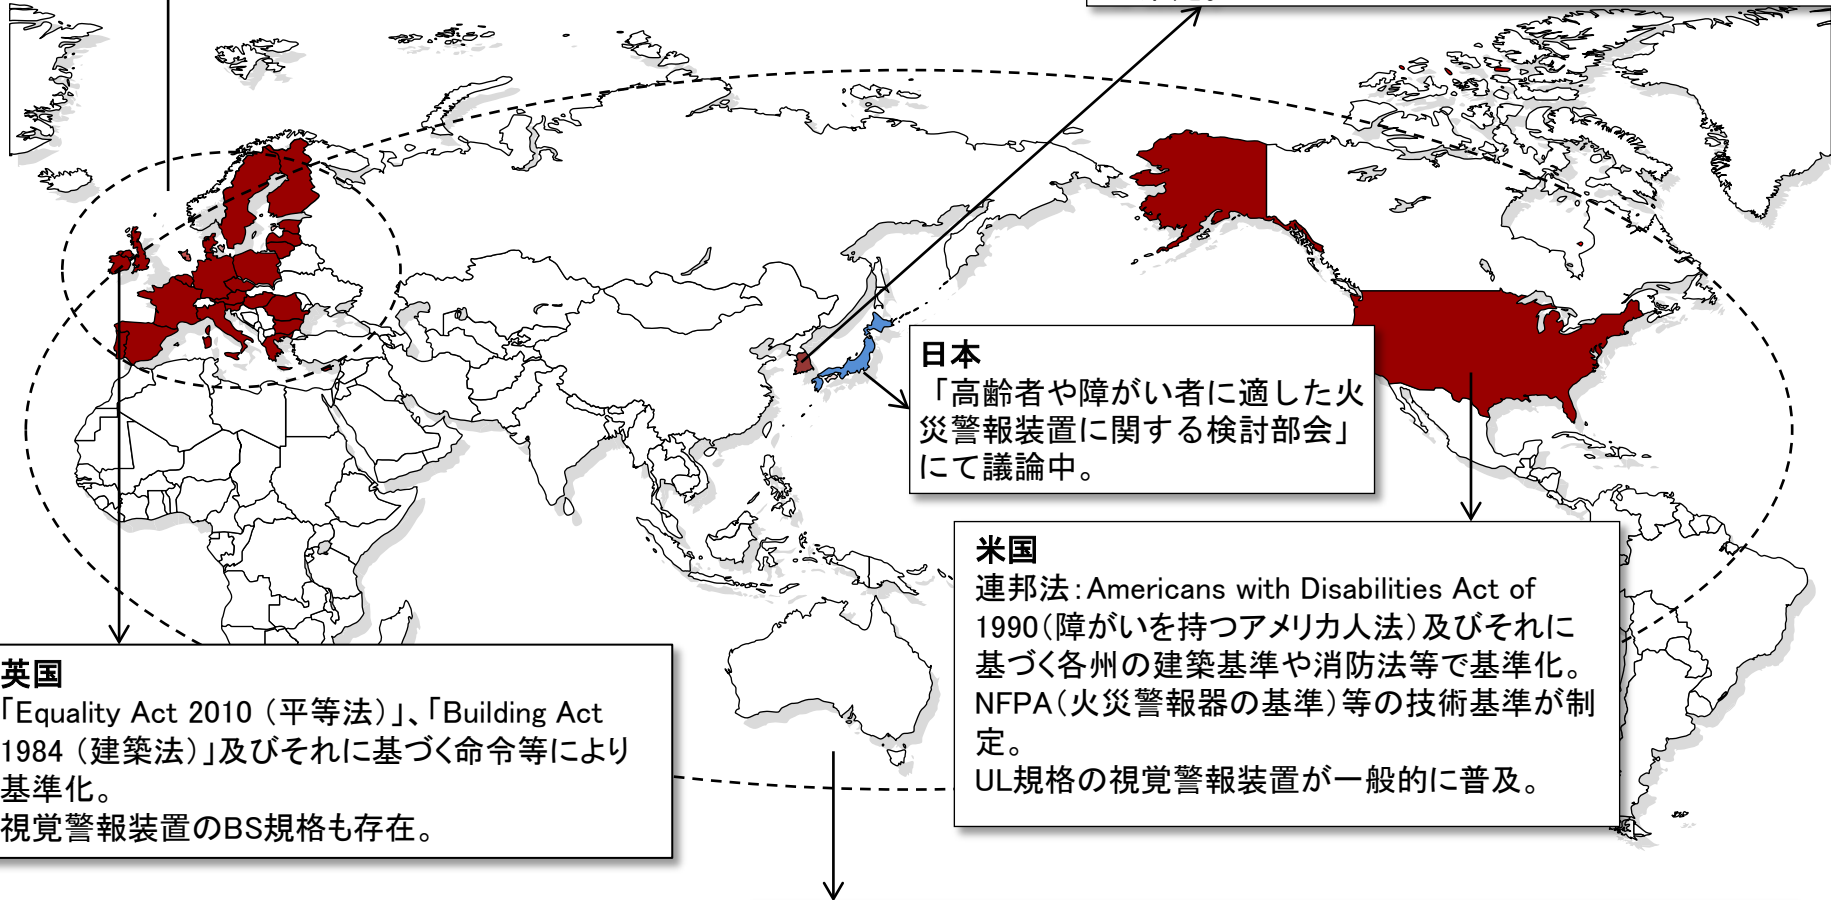 日本
「高齢者や障がい者に適した火
災警報装置に関する検討部会」
にて議論中。
米国
連邦法：Americans with Disabilities Act of
1990（障がいを持つアメリカ人法）及びそれに
基づく各州の建築基準や消防法等で基準化。
NFPA（火災警報器の基準）等の技術基準が制
定。
UL規格の視覚警報装置が一般的に普及。
英国
「Equality Act 2010 （平等法）」、「Building Act
1984 （建築法）」及びそれに基づく命令等により
基準化。
視覚警報装置のBS規格も存在。